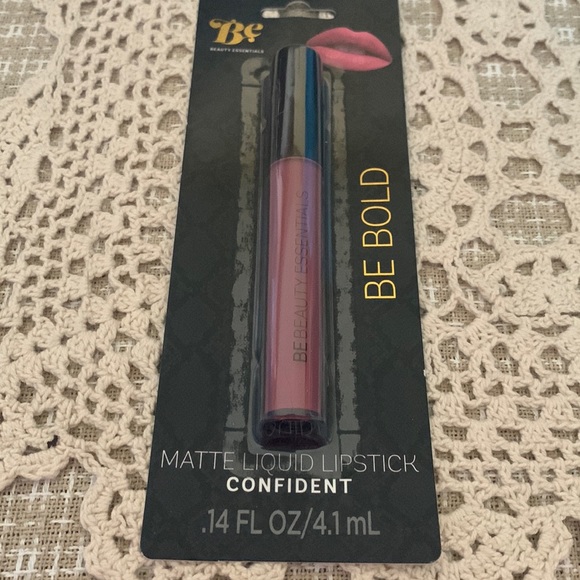 Be
BEAUTY ESSENTIALS
BE BOLD
BE BEAUTY ESSENTIALS
MATTE LIQUID LIPSTICK
CONFIDENT
.14 FL OZ/4.1 mL